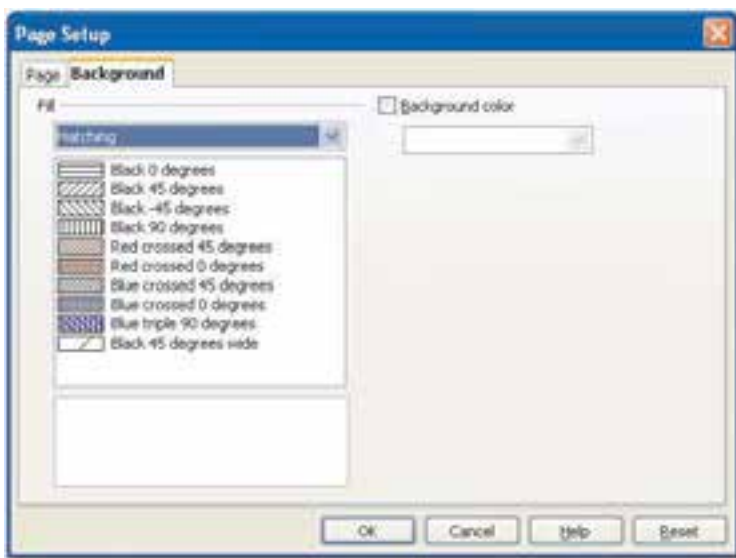 Page Setup
Page Background
Fill
Hatching
Black 0 degrees
Black 45 degrees
Black -45 degrees
Black 90 degrees
Red crossed 45 degrees
Red crossed 0 degrees
Blue crossed 45 degrees
Blue crossed 0 degrees
Blue triple 90 degrees
Black 45 degrees wide
Background color
OK Cancel Help Reset